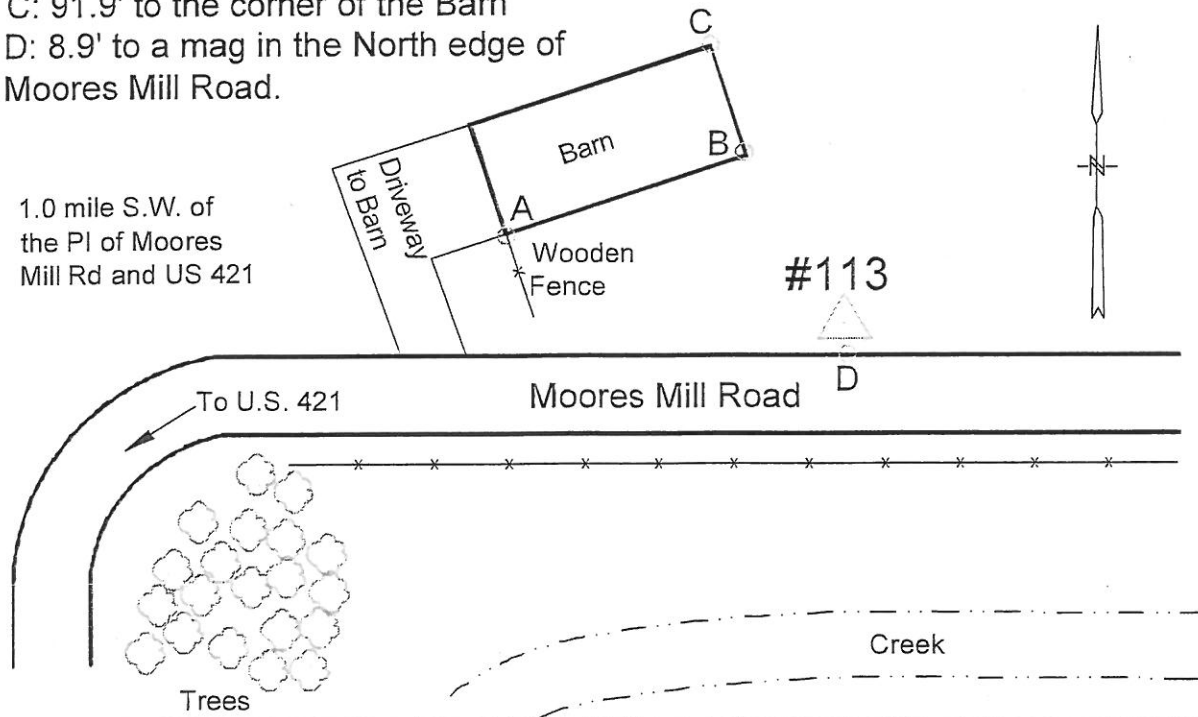 C: 91.9' to the corner of the Barn
D: 8.9' to a mag in the North edge of
Moores Mill Road.
C
Barn
B
Driveway
to Barn
A
1.0 mile S.W. of
the PI of Moores
Mill Rd and US 421
Wooden
Fence
N
#113
D
To U.S. 421
Moores Mill Road
Creek
Trees